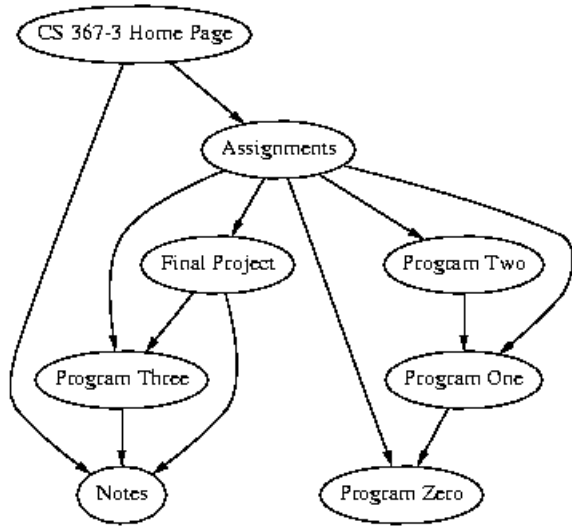 CS 367-3 Home Page
Assignments
Final Project
Program Two
Program Three
Program One
Notes
Program Zero